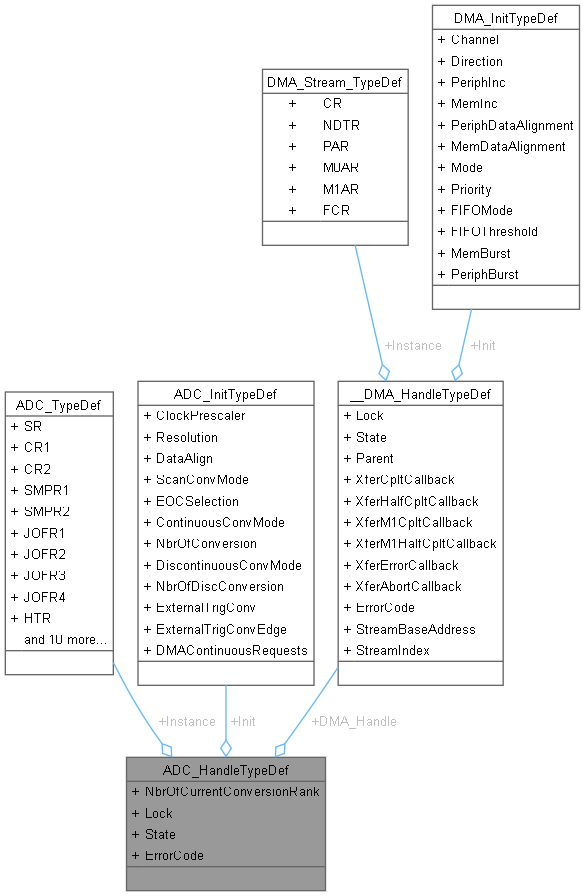 DMA_InitTypeDef
+ Channel
+ Direction
+ PeriphInc
+ MemInc
+ PeriphDataAlignment
+ MemDataAlignment
+ Mode
+ Priority
+ FIFOMode
+ FIFOThreshold
+ MemBurst
+ PeriphBurst
DMA_Stream_TypeDef
+ CR
+ NDTR
+ PAR
+ M0AR
+ M1AR
+ FCR
+Instance
+Init
ADC_TypeDef
+ SR
+ CR1
+ CR2
+ SMPR1
+ SMPR2
+ JOFR1
+ JOFR2
+ JOFR3
+ JOFR4
+ HTR
and 10 more...
ADC_InitTypeDef
+ ClockPrescaler
+ Resolution
+ DataAlign
+ ScanConvMode
+ EOCSelection
+ ContinuousConvMode
+ NbrOfConversion
+ DiscontinuousConvMode
+ NbrOfDiscConversion
+ ExternalTrigConv
+ ExternalTrigConvEdge
+ DMAContinuousRequests
__DMA_HandleTypeDef
+ Lock
+ State
+ Parent
+ XferCpltCallback
+ XferHalfCpltCallback
+ XferM1CpltCallback
+ XferM1HalfCpltCallback
+ XferErrorCallback
+ XferAbortCallback
+ ErrorCode
+ StreamBaseAddress
+ StreamIndex
+Instance
+Init
+DMA_Handle
ADC_HandleTypeDef
+ NbrOfCurrentConversionRank
+ Lock
+ State
+ ErrorCode